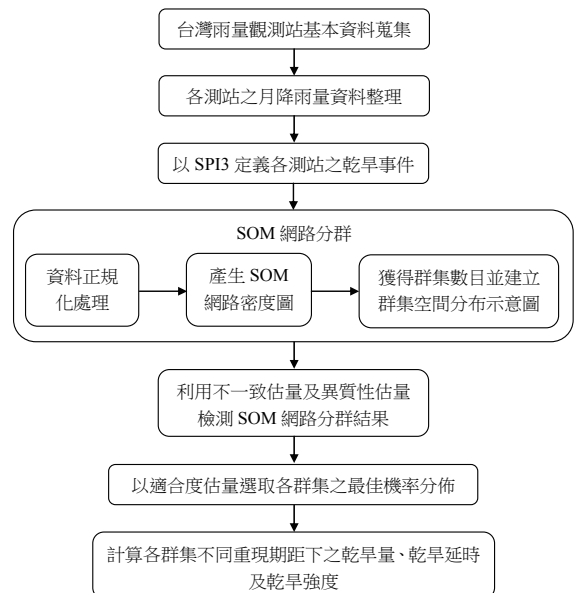 台灣雨量觀測站基本資料蒐集
各測站之月降雨量資料整理
以 SPI3 定義各測站之乾旱事件
SOM 網路分群
資料正規
化處理
產生 SOM
網路密度圖
獲得群集數目並建立
群集空間分布示意圖
利用不一致估量及異質性估量
檢測 SOM 網路分群結果
以適合度估量選取各群集之最佳機率分佈
計算各群集不同重現期距下之乾旱量、乾旱延時
及乾旱強度